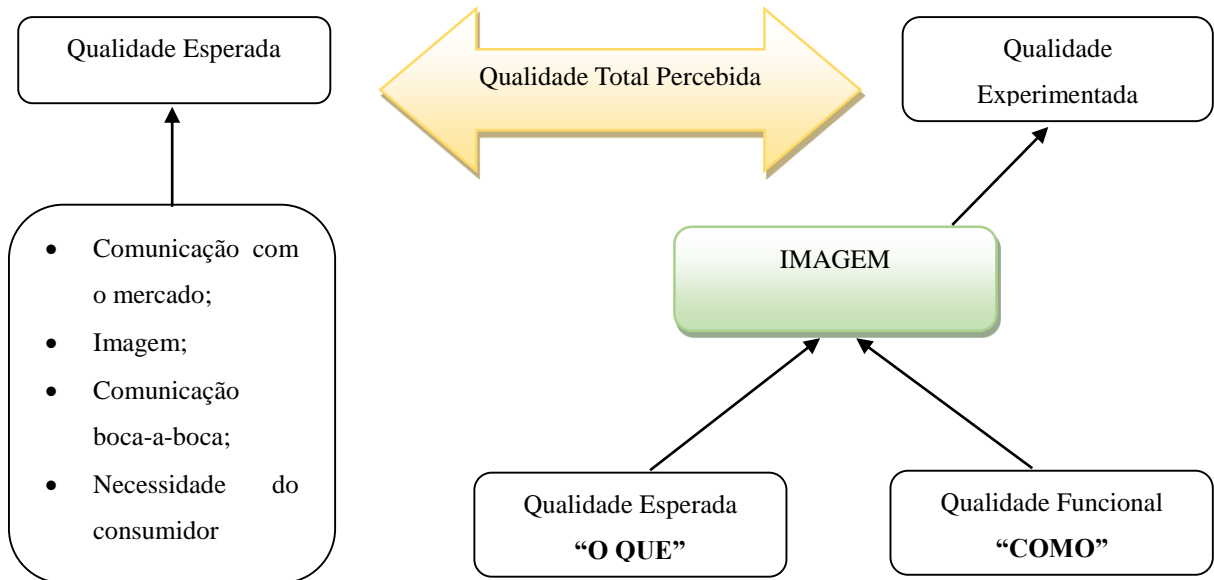 Qualidade Esperada
Qualidade Total Percebida
Qualidade
Experimentada
• Comunicação com
o mercado;
• Imagem;
• Comunicação
boca-a-boca;
• Necessidade do
consumidor
IMAGEM
Qualidade Esperada
“O QUE”
Qualidade Funcional
“COMO”